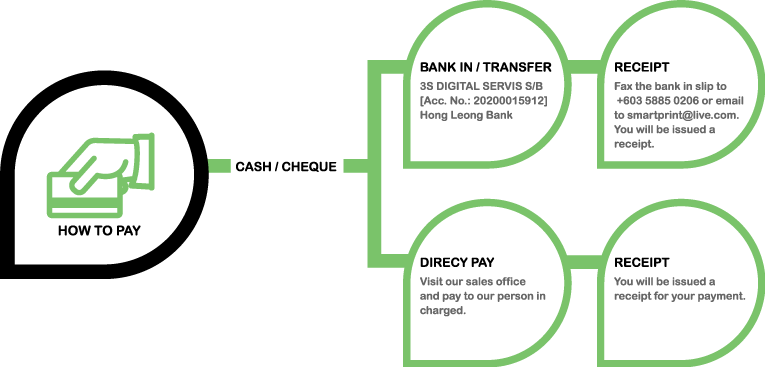 HOW TO PAY
CASH / CHEQUE
BANK IN / TRANSFER
3S DIGITAL SERVIS S/B
[Acc. No.: 20200015912]
Hong Leong Bank
RECEIPT
Fax the bank in slip to
+603 5885 0206 or email
to smartprint@live.com.
You will be issued a
receipt.
DIRECY PAY
Visit our sales office
and pay to our person in
charged.
RECEIPT
You will be issued a
receipt for your payment.